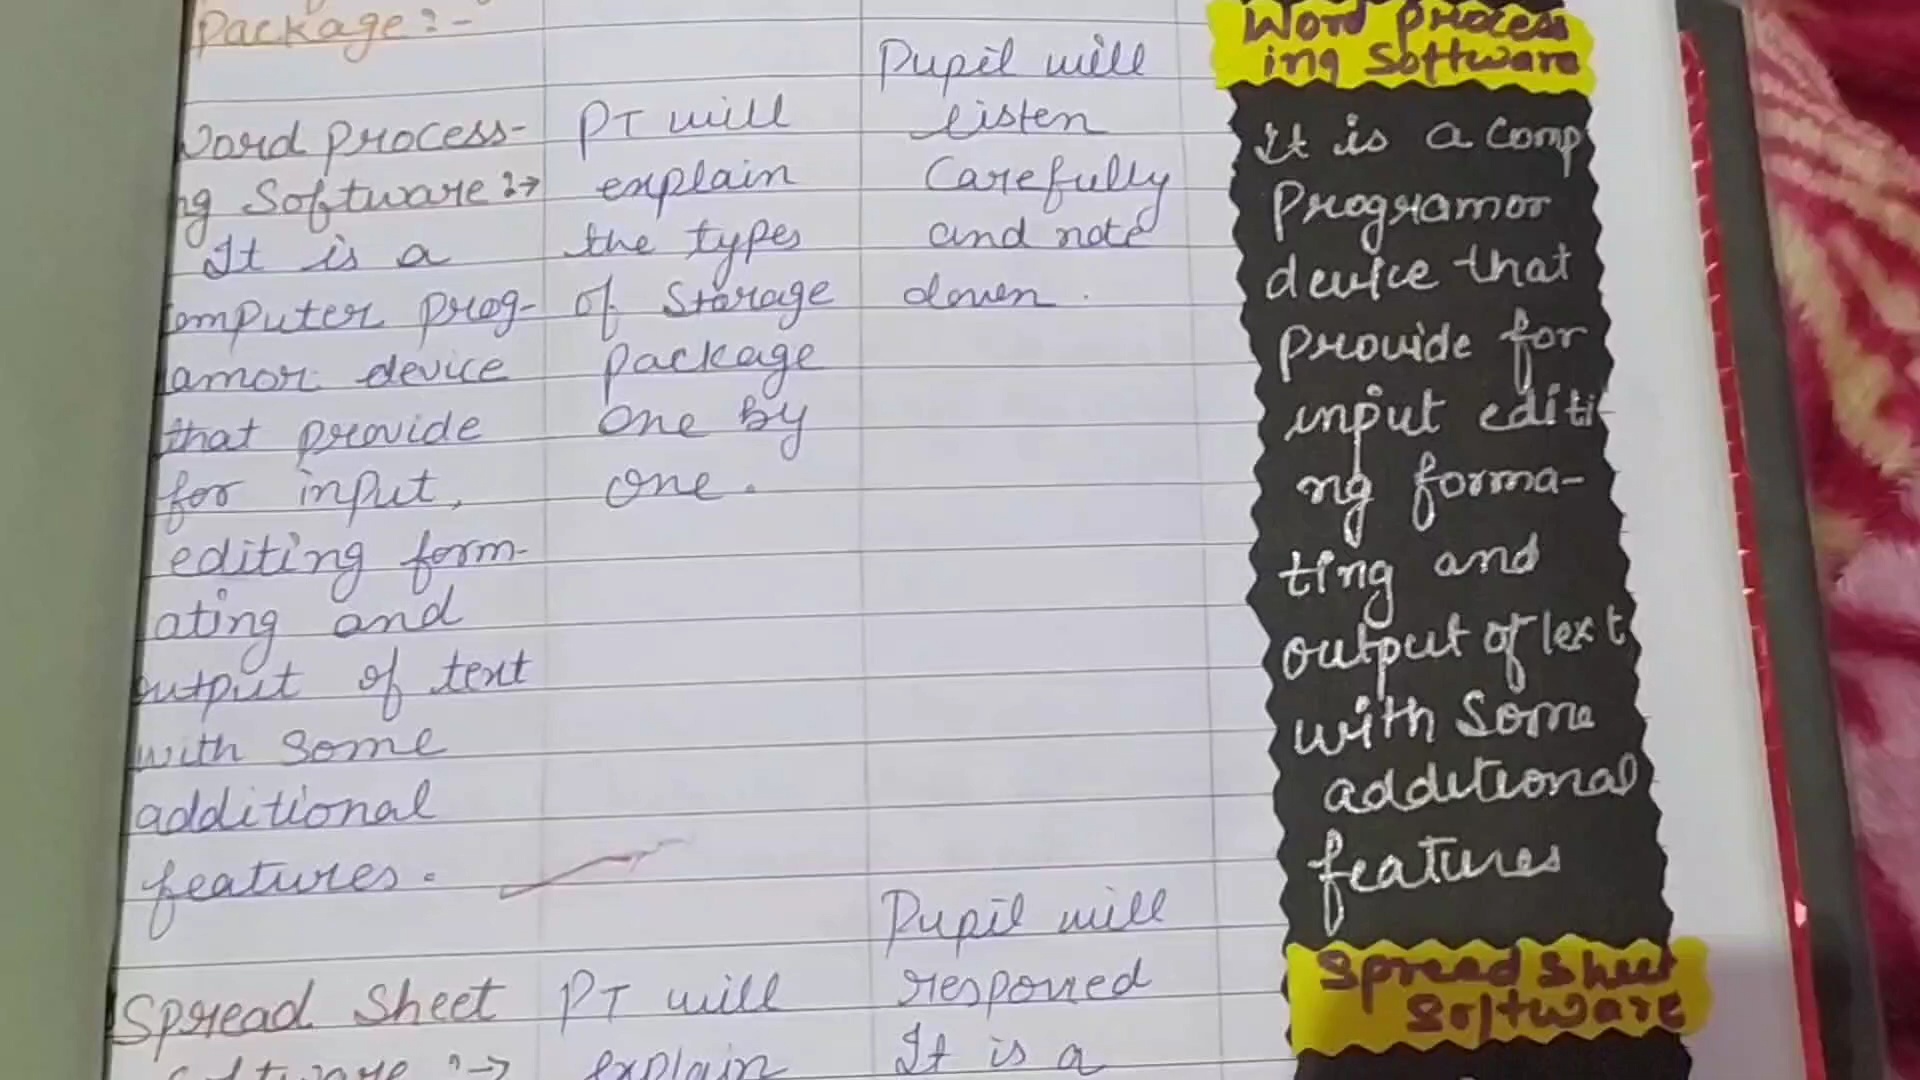 Package:-
Word process-
ng Software:→
It is a
omputer prog-
amor device
that provide
for input,
editing form-
ating and
output of text
with some
additional
features.
Spread Sheet
Software:→
PT will
explain
the types
of Storage
package
one by
one.
PT will
explain
Pupil will
listen
Carefully
and note
down.
Pupil will
responed
It is a
Word process
ing Software
It is a Comp
Programor
device that
provide for
input editi
ng forma-
ting and
output of text
with Some
additional
features
Spread Sheet
Software